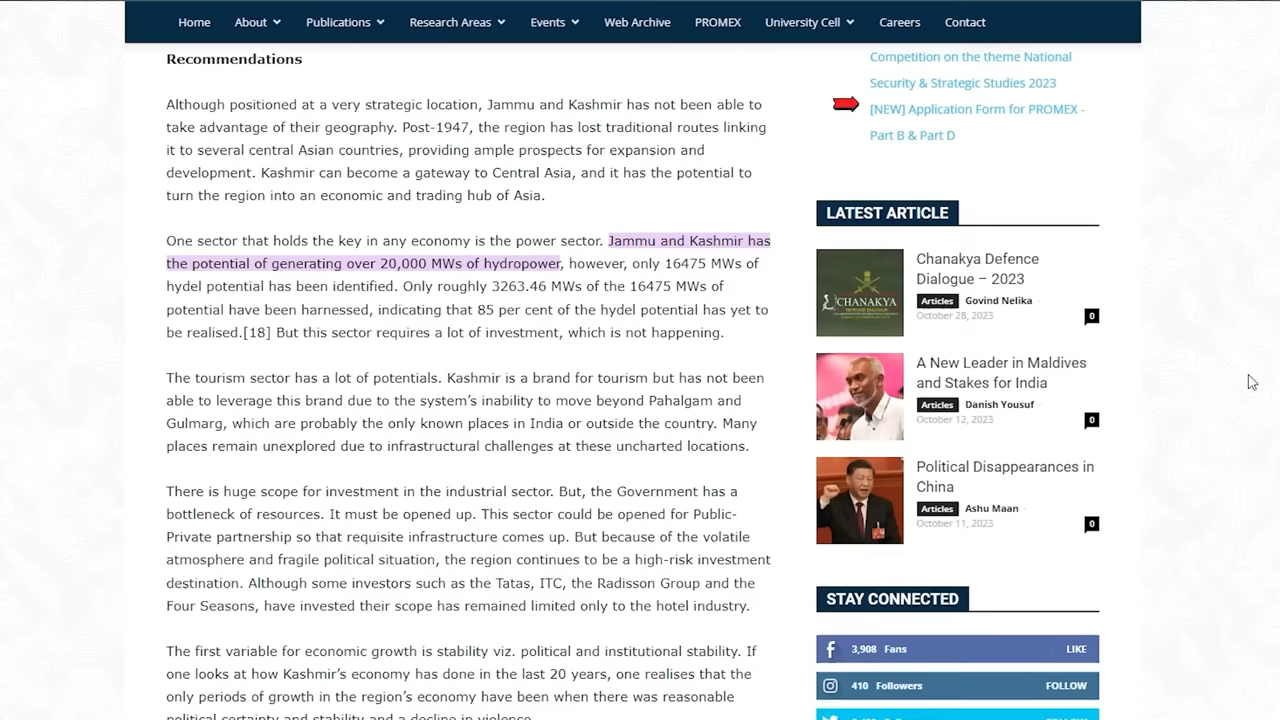 Home About Publications Research Areas Events Web Archive PROMEX University Cell Careers Contact
Recommendations
Although positioned at a very strategic location, Jammu and Kashmir has not been able to
take advantage of their geography. Post-1947, the region has lost traditional routes linking
it to several central Asian countries, providing ample prospects for expansion and
development. Kashmir can become a gateway to Central Asia, and it has the potential to
turn the region into an economic and trading hub of Asia.
One sector that holds the key in any economy is the power sector. Jammu and Kashmir has
the potential of generating over 20,000 MWs of hydropower, however, only 16475 MWs of
hydel potential has been identified. Only roughly 3263.46 MWs of the 16475 MWs of
potential have been harnessed, indicating that 85 per cent of the hydel potential has yet to
be realised.[18] But this sector requires a lot of investment, which is not happening.
The tourism sector has a lot of potentials. Kashmir is a brand for tourism but has not been
able to leverage this brand due to the system's inability to move beyond Pahalgam and
Gulmarg, which are probably the only known places in India or outside the country. Many
places remain unexplored due to infrastructural challenges at these uncharted locations.
There is huge scope for investment in the industrial sector. But, the Government has a
bottleneck of resources. It must be opened up. This sector could be opened for Public-
Private partnership so that requisite infrastructure comes up. But because of the volatile
atmosphere and fragile political situation, the region continues to be a high-risk investment
destination. Although some investors such as the Tatas, ITC, the Radisson Group and the
Four Seasons, have invested their scope has remained limited only to the hotel industry.
The first variable for economic growth is stability viz. political and institutional stability. If
one looks at how Kashmir's economy has done in the last 20 years, one realises that the
only periods of growth in the region's economy have been when there was reasonable
political certainty and stability and a decline in violence.
Competition on the theme National
Security & Strategic Studies 2023
[NEW] Application Form for PROMEX -
Part B & Part D
LATEST ARTICLE
CHANAKYA
Chanakya Defence
Dialogue – 2023
Articles Govind Nelika -
October 28, 2023 0
A New Leader in Maldives
and Stakes for India
Articles Danish Yousuf -
October 12, 2023 0
Political Disappearances in
China
Articles Ashu Maan -
October 11, 2023 0
STAY CONNECTED
3,908 Fans LIKE
410 Followers FOLLOW